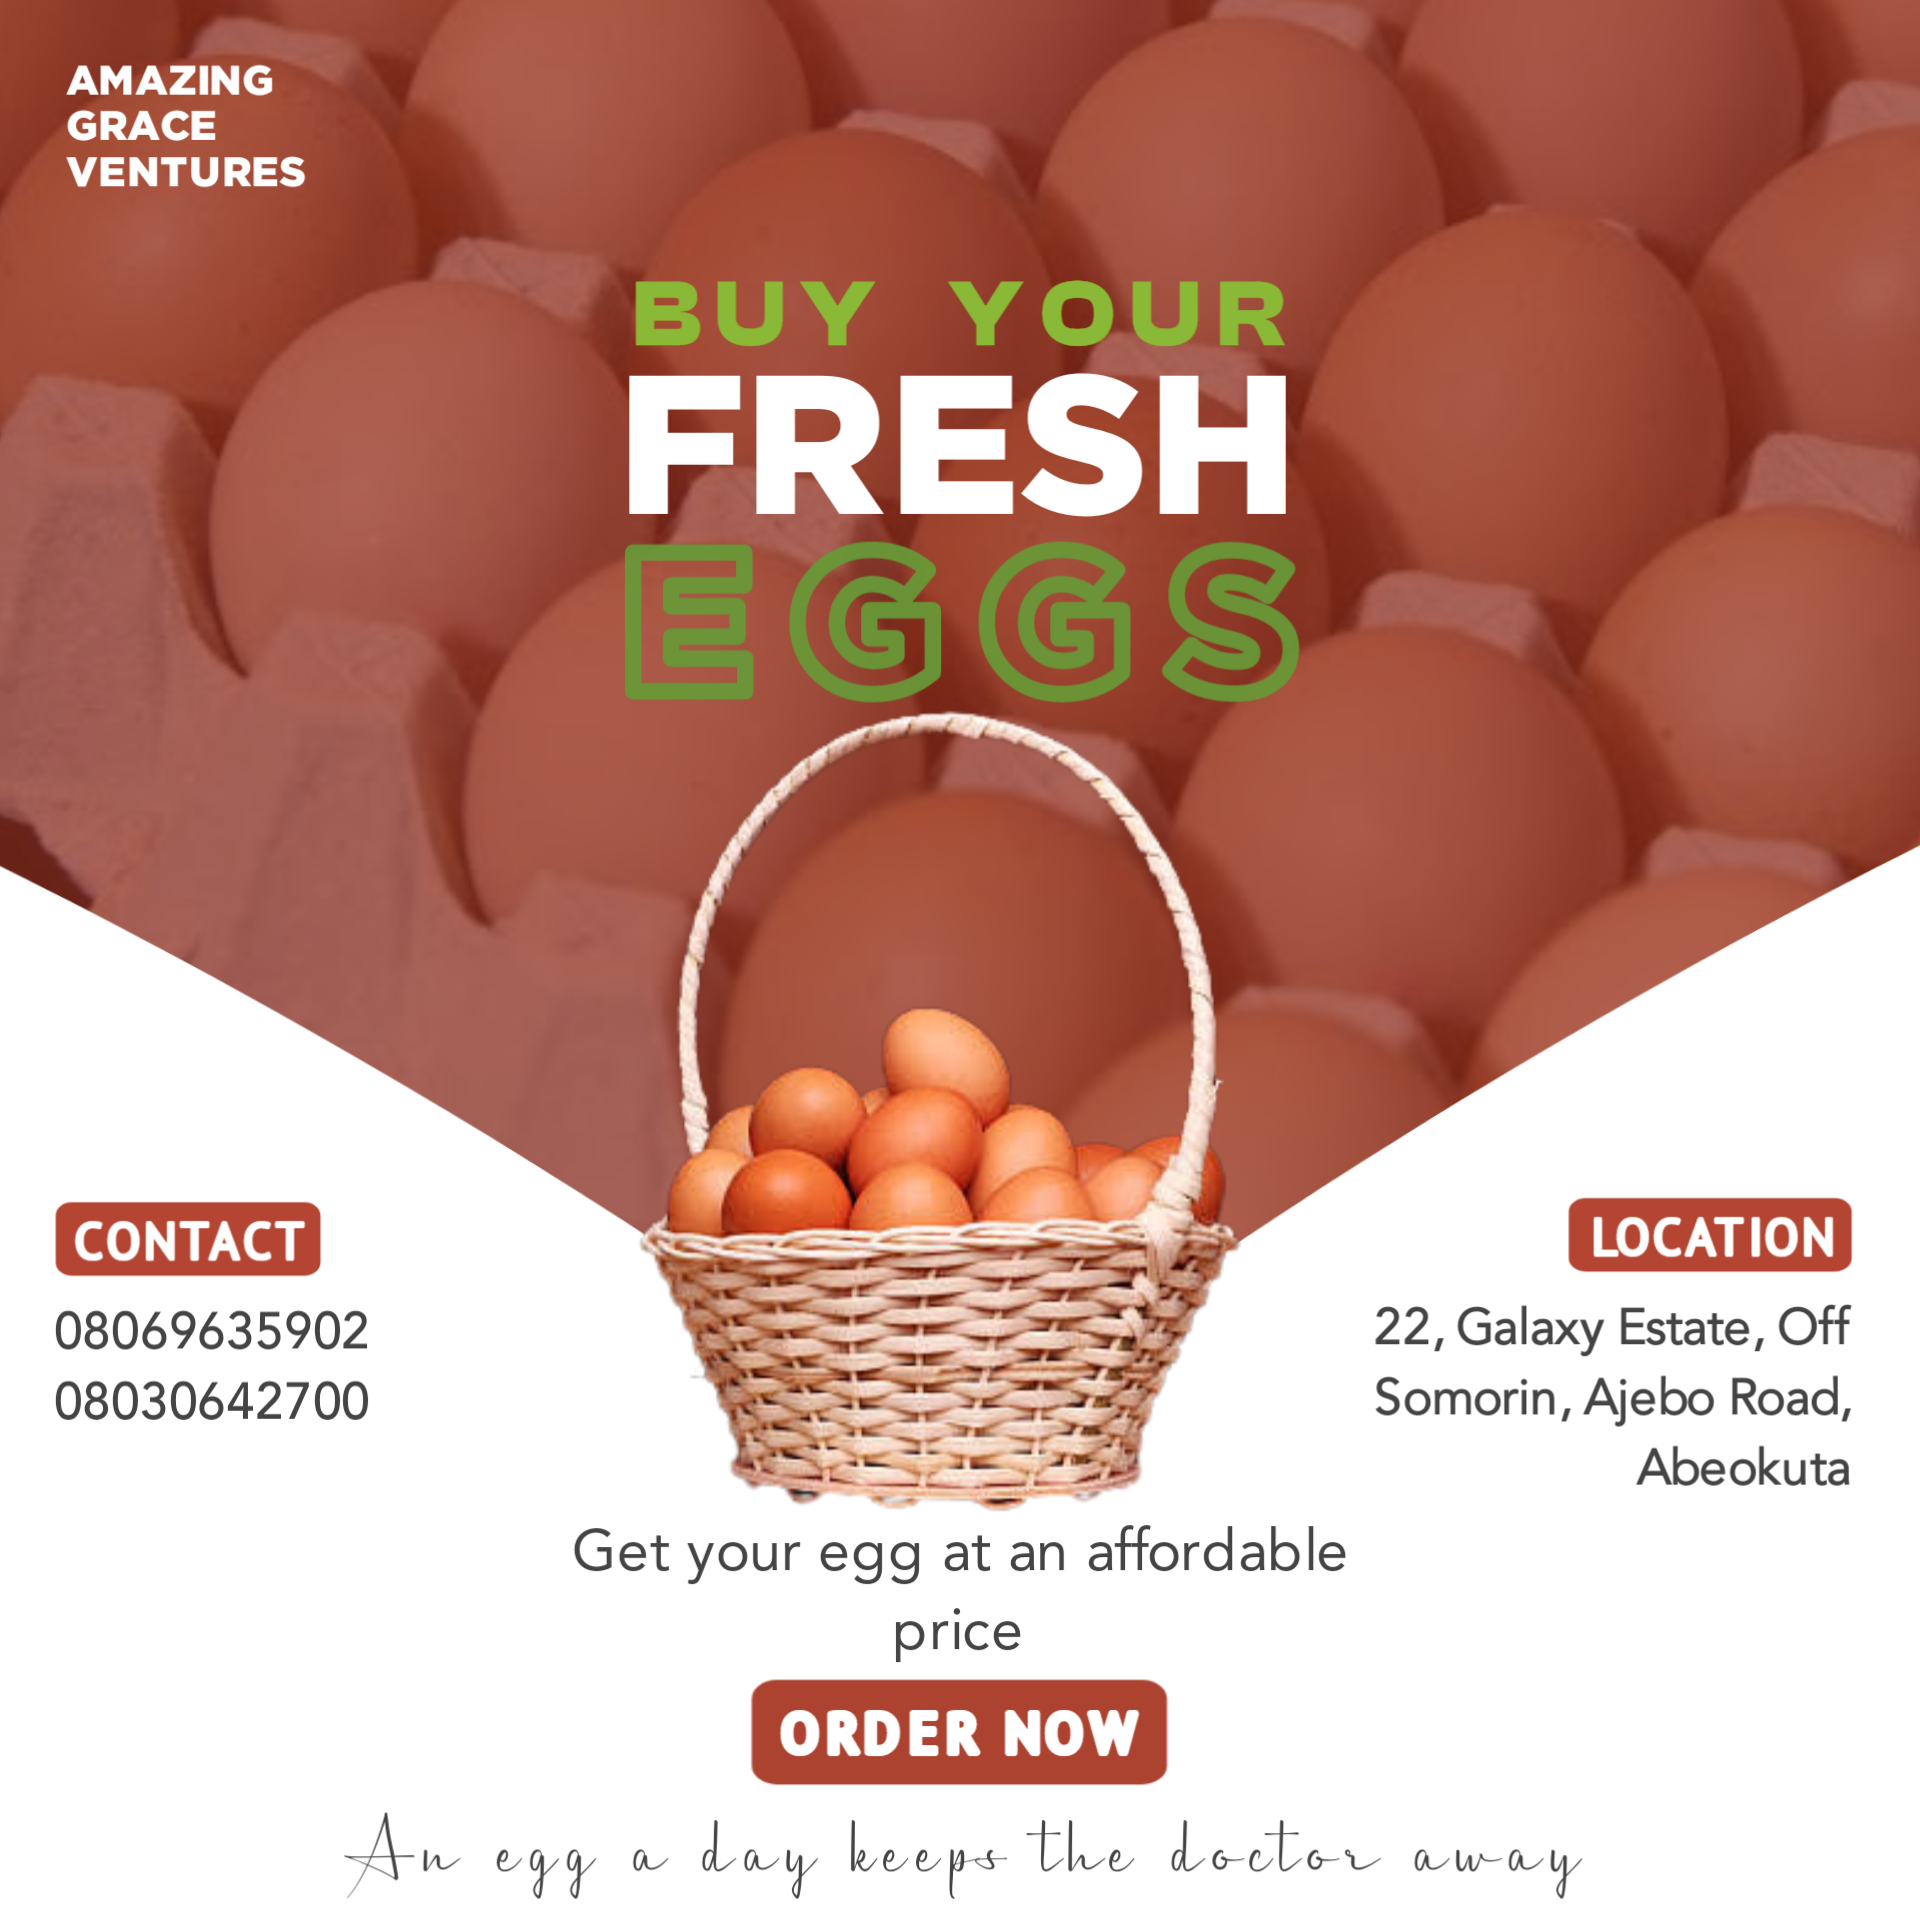 AMAZING
GRACE
VENTURES
BUY YOUR
FRESH
EGGS
CONTACT
08069635902
08030642700
LOCATION
22, Galaxy Estate, Off
Somorin, Ajebo Road,
Abeokuta
Get your egg at an affordable
price
ORDER NOW
An egg a day keeps the doctor away